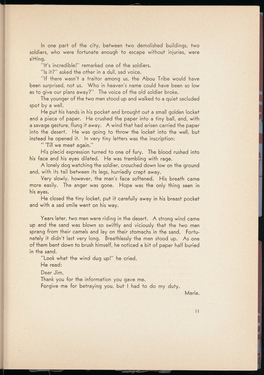 In one part of the city, between two demolished buildings, two
soldiers, who were fortunate enough to escape without injuries, were
sitting.
"It's incredible!" remarked one of the soldiers.
"Is it?" asked the other in a dull, sad voice.
"If there wasn't a traitor among us, the Abou Tribe would have
been surprised, not us. Who in heaven's name could have been so low
as to give our plans away?" The voice of the old soldier broke.
The younger of the two men stood up and walked to a quiet secluded
spot by a well.
He put his hands in his pocket and brought out a small golden locket
and a piece of paper. He crushed the paper into a tiny ball, and, with
a savage gesture, flung it away. A wind that had arisen carried the paper
into the desert. He was going to throw the locket into the well, but
instead he opened it. In very tiny letters was the inscription:
"'Till we meet again."
His placid expression turned to one of fury. The blood rushed into
his face and his eyes dilated. He was trembling with rage.
A lonely dog watching the soldier, crouched down low on the ground
and, with its tail between its legs, hurriedly crept away.
Very slowly, however, the man's face softened. His breath came
more easily. The anger was gone. Hope was the only thing seen in
his eyes.
He closed the tiny locket, put it carefully away in his breast pocket
and with a sad smile went on his way.
Years later, two men were riding in the desert. A strong wind came
up and the sand was blown so swiftly and viciously that the two men
sprang from their camels and lay on their stomachs in the sand. Fortu-
nately it didn't last very long. Breathlessly the men stood up. As one
of them bent down to brush himself, he noticed a bit of paper half buried
in the sand.
"Look what the wind dug up!" he cried.
He read:
Dear Jim,
Thank you for the information you gave me.
Forgive me for betraying you, but I had to do my duty.
Marie.
11